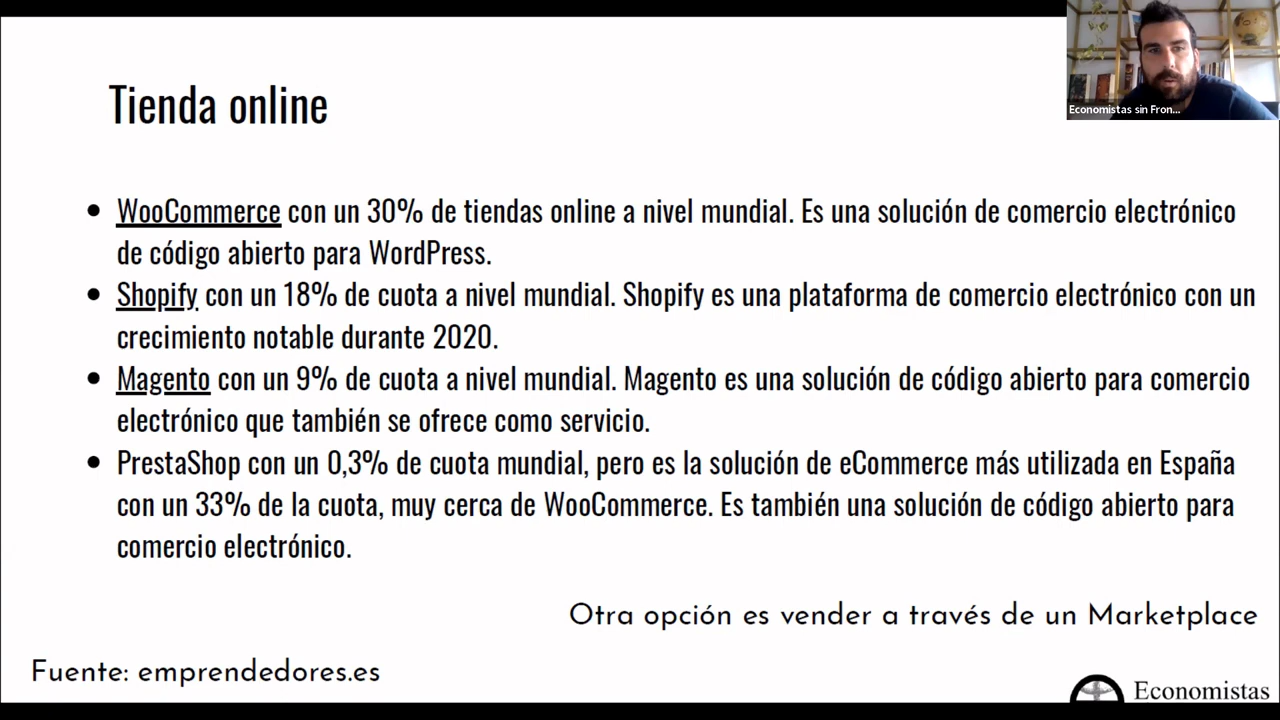 Economistas sin Fron...
Tienda online
• WooCommerce con un 30% de tiendas online a nivel mundial. Es una solución de comercio electrónico
de código abierto para WordPress.
• Shopify con un 18% de cuota a nivel mundial. Shopify es una plataforma de comercio electrónico con un
crecimiento notable durante 2020.
• Magento con un 9% de cuota a nivel mundial. Magento es una solución de código abierto para comercio
electrónico que también se ofrece como servicio.
• PrestaShop con un 0,3% de cuota mundial, pero es la solución de eCommerce más utilizada en España
con un 33% de la cuota, muy cerca de WooCommerce. Es también una solución de código abierto para
comercio electrónico.
Otra opción es vender a través de un Marketplace
Fuente: emprendedores.es
Economistas